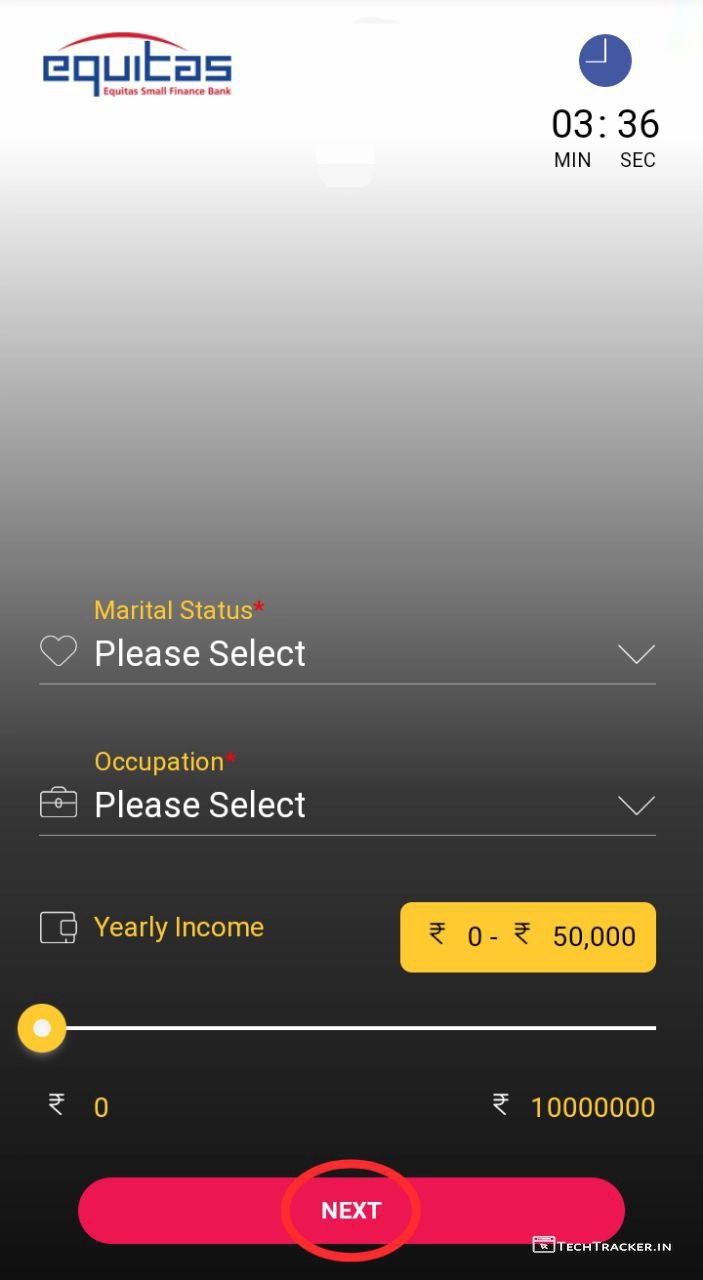 equitas
Equitas Small Finance Bank
03: 36
MIN SEC
Marital Status*
Please Select
Occupation*
Please Select
Yearly Income
₹ 0 - ₹ 50,000
₹ 0
₹ 10000000
NEXT
TECHTRACKER.IN